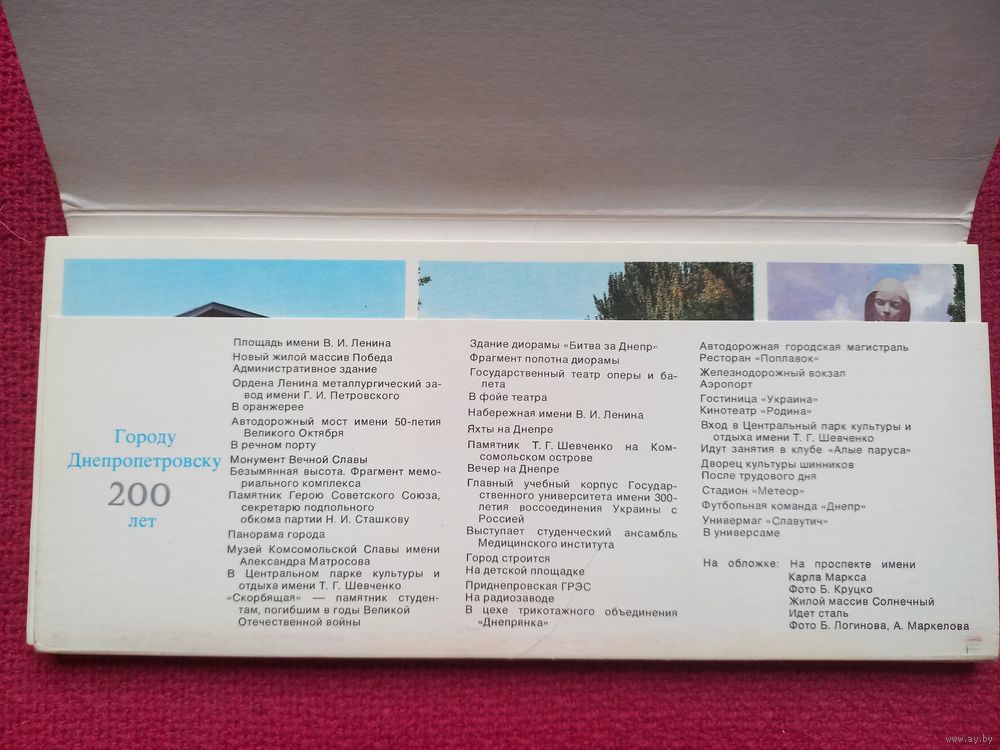 Городу
Днепропетровску
200
лет
Площадь имени В. И. Ленина
Новый жилой массив Победа
Административное здание
Ордена Ленина металлургический за-
вод имени Г. И. Петровского
В оранжерее
Автодорожный мост имени 50-летия
Великого Октября
В речном порту
Монумент Вечной Славы
Безымянная высота. Фрагмент мемо-
риального комплекса
Памятник Герою Советского Союза,
секретарю подпольного
обкома партии Н. И. Сташкову
Панорама города
Музей Комсомольской Славы имени
Александра Матросова
В Центральном парке культуры и
отдыха имени Т. Г. Шевченко
«Скорбящая» — памятник студен-
там, погибшим в годы Великой
Отечественной войны
Здание диорамы «Битва за Днепр»
Фрагмент полотна диорамы
Государственный театр оперы и ба-
лета
В фойе театра
Набережная имени В. И. Ленина
Яхты на Днепре
Памятник Т. Г. Шевченко на Ком-
сомольском острове
Вечер на Днепре
Главный учебный корпус Государ-
ственного университета имени 300-
летия воссоединения Украины с
Россией
Выступает студенческий ансамбль
Медицинского института
Город строится
На детской площадке
Приднепровская ГРЭС
На радиозаводе
В цехе трикотажного объединения
«Днепрянка»
Автодорожная городская магистраль
Ресторан «Поплавок»
Железнодорожный вокзал
Аэропорт
Гостиница «Украина»
Кинотеатр «Родина»
Вход в Центральный парк культуры и
отдыха имени Т. Г. Шевченко
Идут занятия в клубе «Алые паруса»
Дворец культуры шинников
После трудового дня
Стадион «Метеор»
Футбольная команда «Днепр»
Универмаг «Славутич»
В универсаме
На обложке: На проспекте имени
Карла Маркса
Фото Б. Круцко
Жилой массив Солнечный
Идет сталь
Фото Б. Логинова, А. Маркелова
www.ay.by